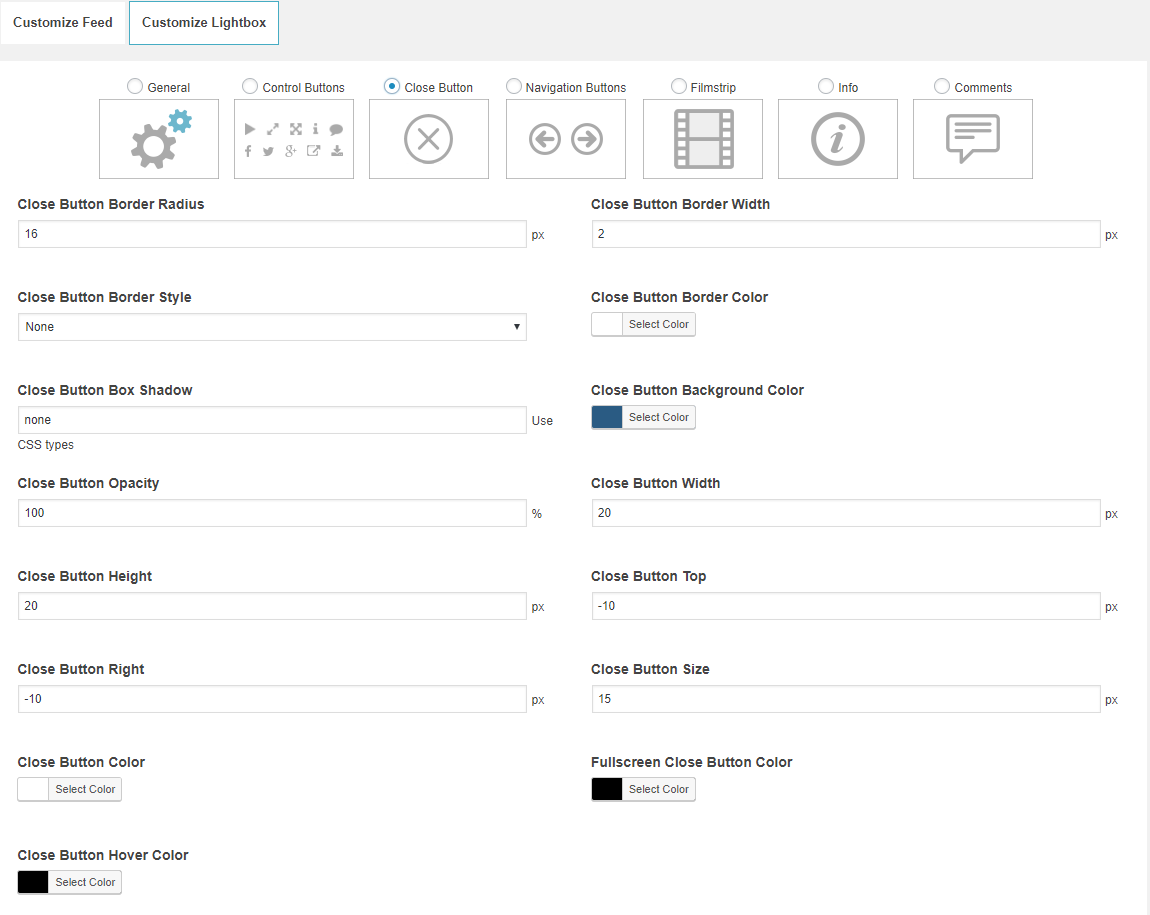 Customize Feed Customize Lightbox
General Control Buttons Close Button Navigation Buttons Filmstrip Info Comments
Close Button Border Radius Close Button Border Width
16 px 2 px
Close Button Border Style Close Button Border Color
None Select Color
Close Button Box Shadow Close Button Background Color
none Use Select Color
CSS types
Close Button Opacity Close Button Width
100 % 20 px
Close Button Height Close Button Top
20 px -10 px
Close Button Right Close Button Size
-10 px 15 px
Close Button Color Fullscreen Close Button Color
Select Color Select Color
Close Button Hover Color
Select Color